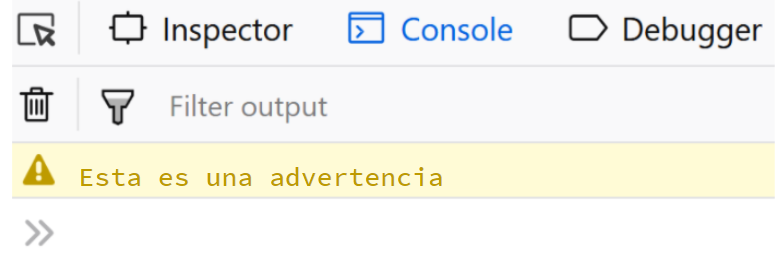 Inspector Console Debugger
Filter output
Esta es una advertencia